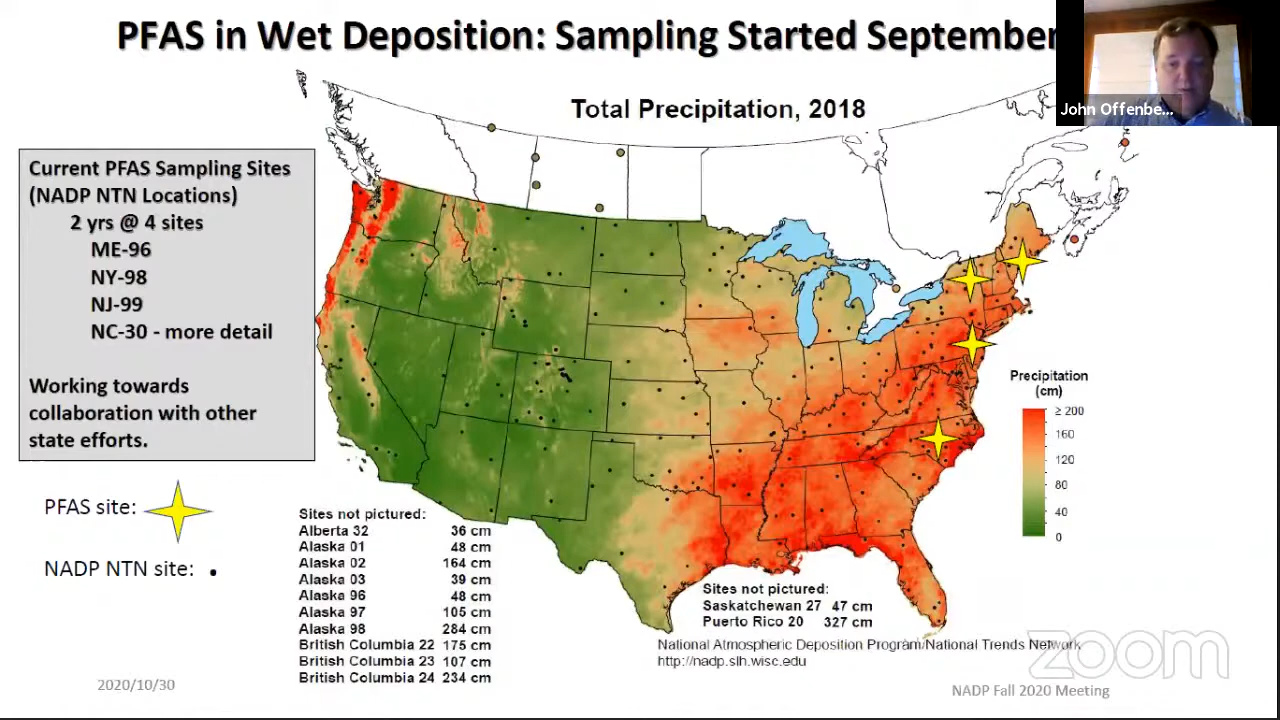 PFAS in Wet Deposition: Sampling Started September
John Offenbe...
Total Precipitation, 2018
Current PFAS Sampling Sites
(NADP NTN Locations)
2 yrs @ 4 sites
ME-96
NY-98
NJ-99
NC-30 - more detail
Working towards
collaboration with other
state efforts.
PFAS site:
NADP NTN site:
Precipitation
(cm)
≥ 200
160
120
80
40
0
Sites not pictured:
Alberta 32 36 cm
Alaska 01 48 cm
Alaska 02 164 cm
Alaska 03 39 cm
Alaska 96 48 cm
Alaska 97 105 cm
Alaska 98 284 cm
British Columbia 22 175 cm
British Columbia 23 107 cm
British Columbia 24 234 cm
Sites not pictured:
Saskatchewan 27 47 cm
Puerto Rico 20 327 cm
National Atmospheric Deposition Program/National Trends Network
http://nadp.slh.wisc.edu
zoom
2020/10/30
NADP Fall 2020 Meeting